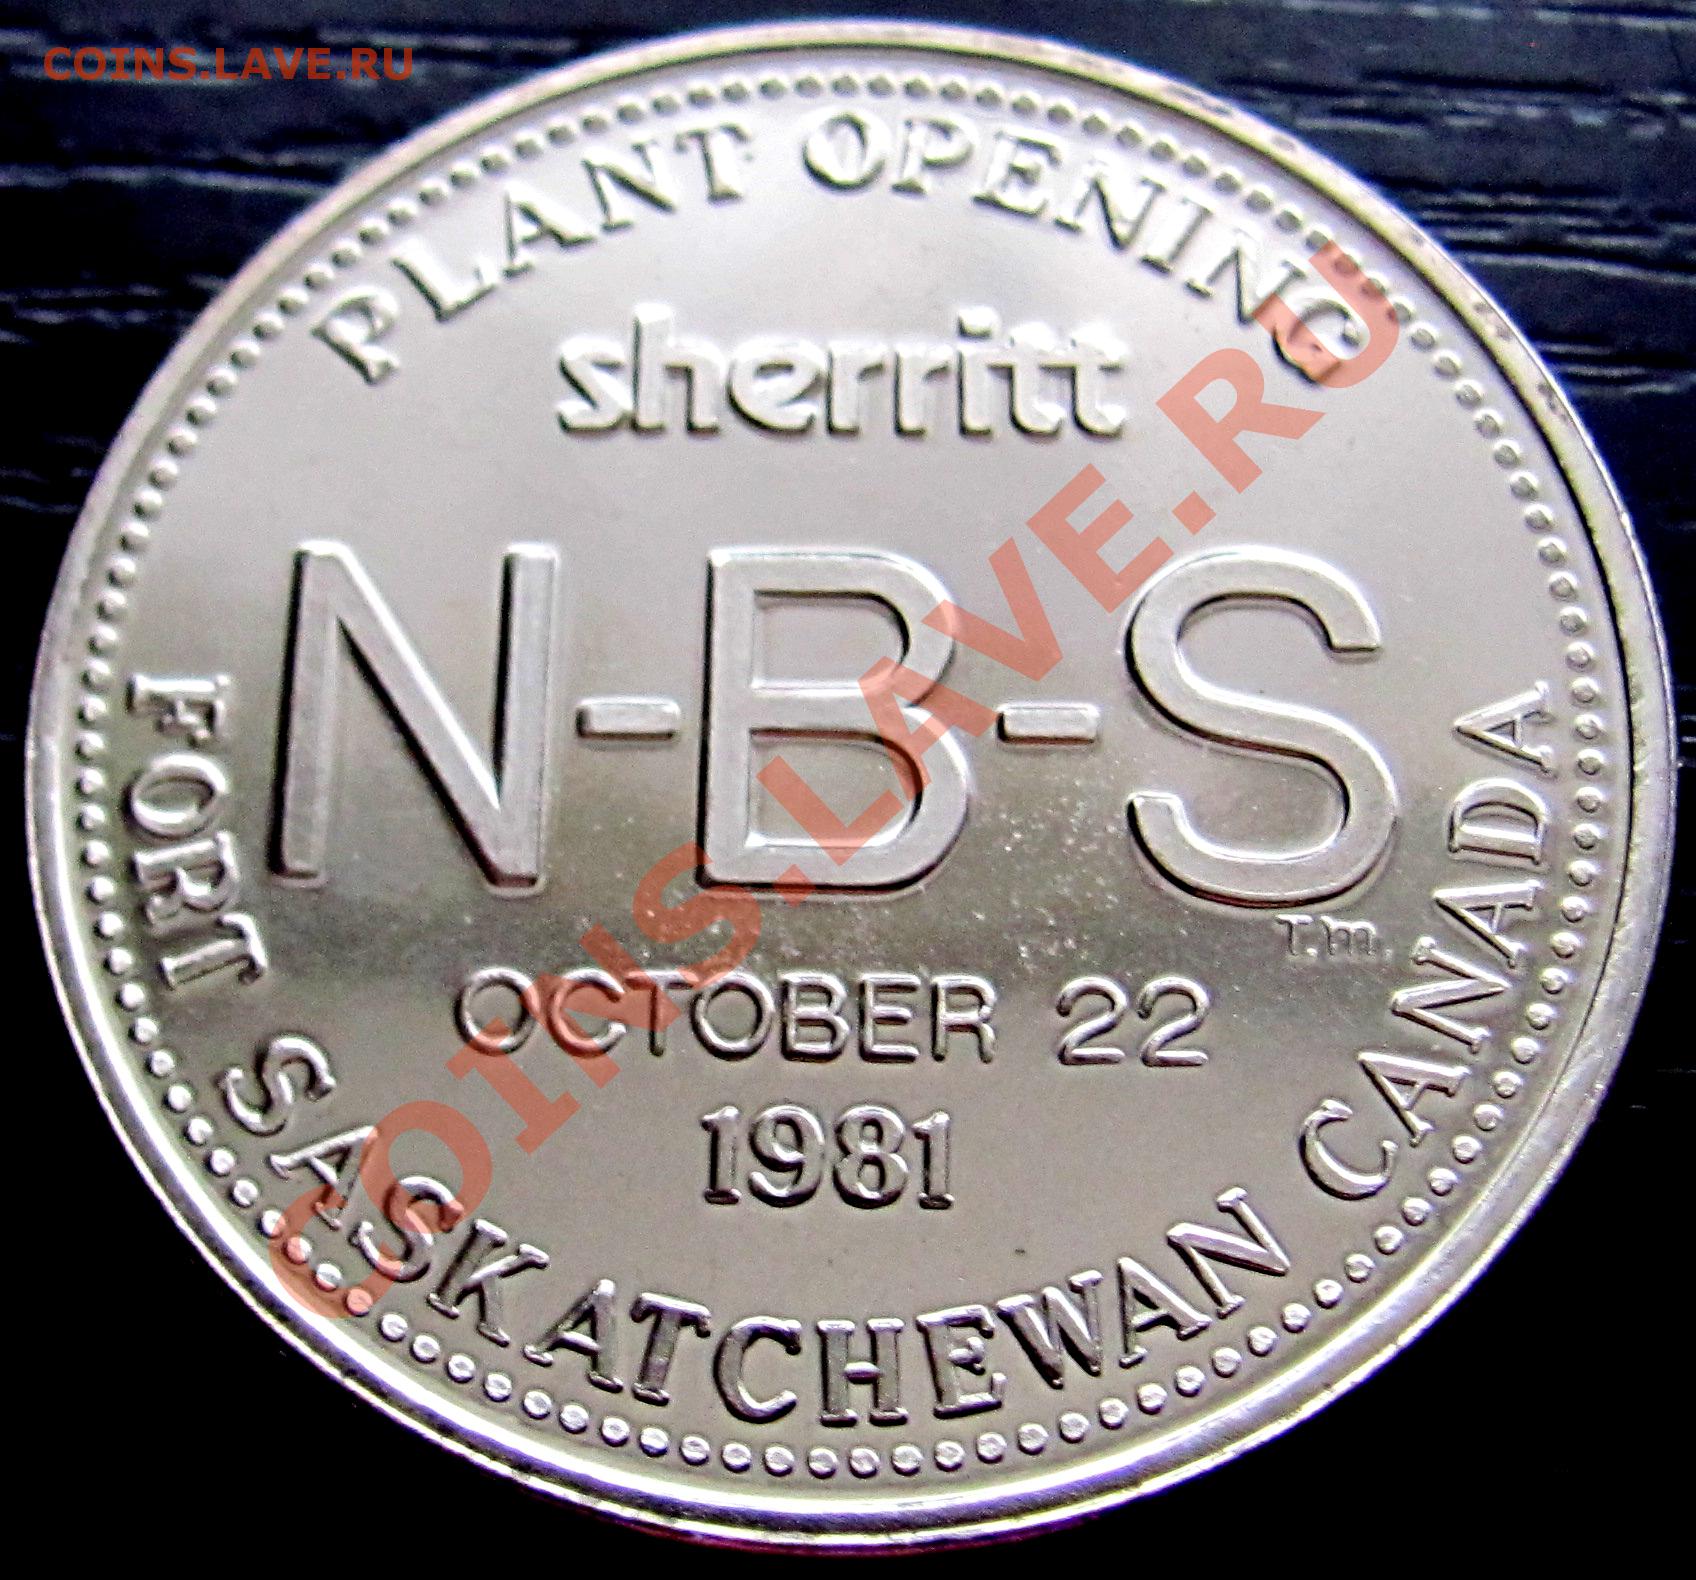 COINS.LAVE.RU
PLANT OPENING
sherritt
N-B-S
T.M.
OCTOBER 22
1981
FORT SASKATCHEWAN CANADA
COINS.LAVE.RU